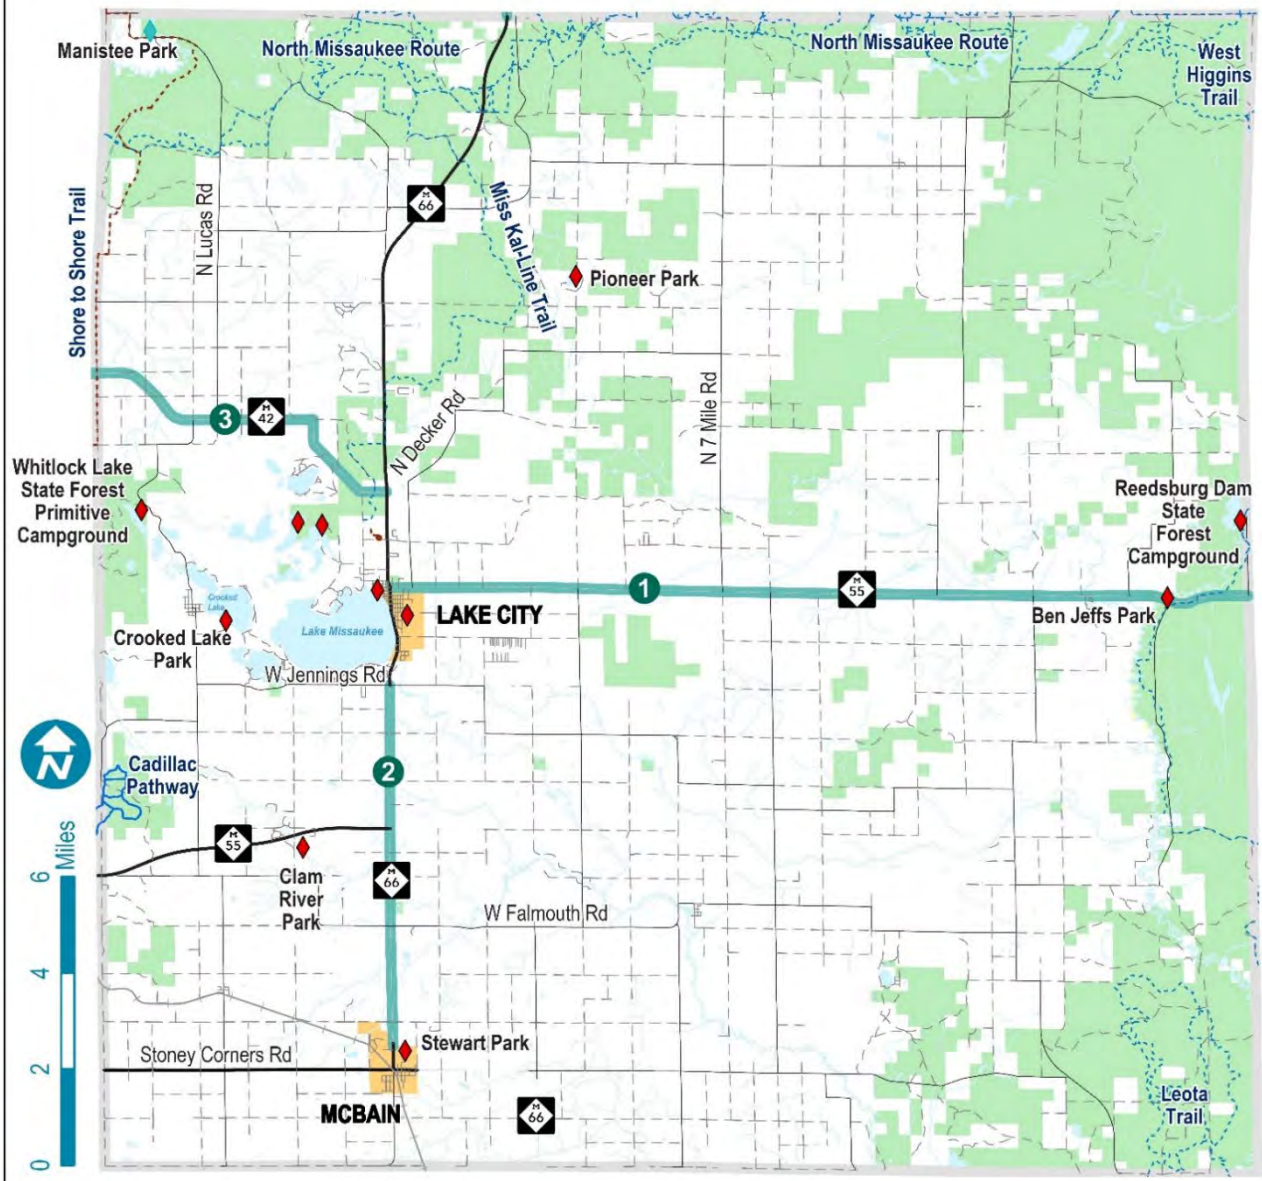 Manistee Park
North Missaukee Route
North Missaukee Route
West
Higgins
Trail
Shore to Shore Trail
N Lucas Rd
M
66
Miss Kal-Line Trail
Pioneer Park
3
M
42
N Decker Rd
N 7 Mile Rd
Whitlock Lake
State Forest
Primitive
Campground
Reedsburg Dam
State
Forest
Campground
1
M
55
Crooked
Lake
LAKE CITY
Ben Jeffs Park
Crooked Lake
Park
Lake Missaukee
W Jennings Rd
N
Cadillac
Pathway
2
M
55
Clam
River
Park
M
66
W Falmouth Rd
Miles
6
4
2
0
Stoney Corners Rd
Stewart Park
MCBAIN
M
66
Leota
Trail